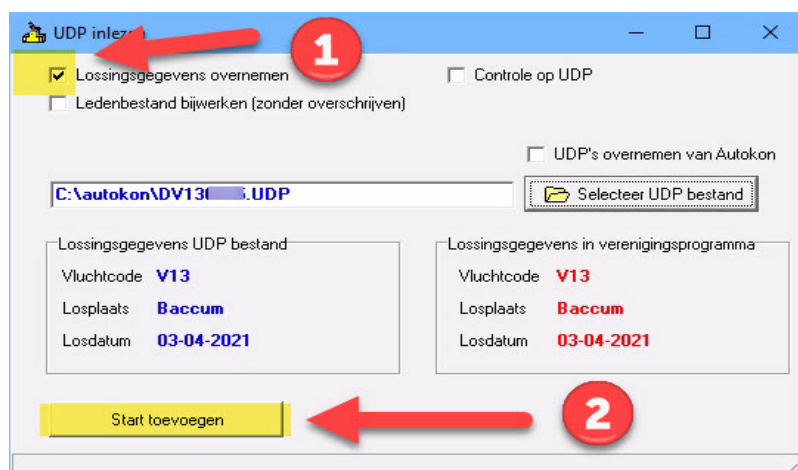 UDP
1
Lossingsgegevens overnemen
Controle op UDP
Ledenbestand bijwerken (zonder overschrijven)
UDP's overnemen van Autokon
Selecteer UDP bestand
Lossingsgegevens UDP bestand
Vluchtcode V13
Losplaats Baccum
Losdatum 03-04-2021
Lossingsgegevens in verenigingsprogramma
Vluchtcode V13
Losplaats Baccum
Losdatum 03-04-2021
Start toevoegen
2